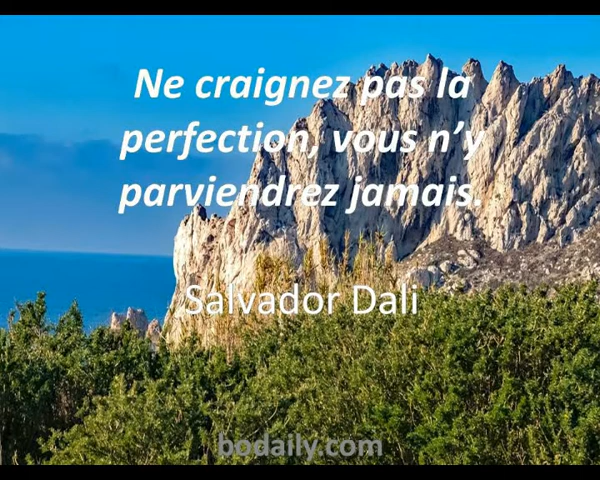 Ne craignez pas la
perfection, vous n’y
parviendrez jamais.
Salvador Dali
bodaily.com